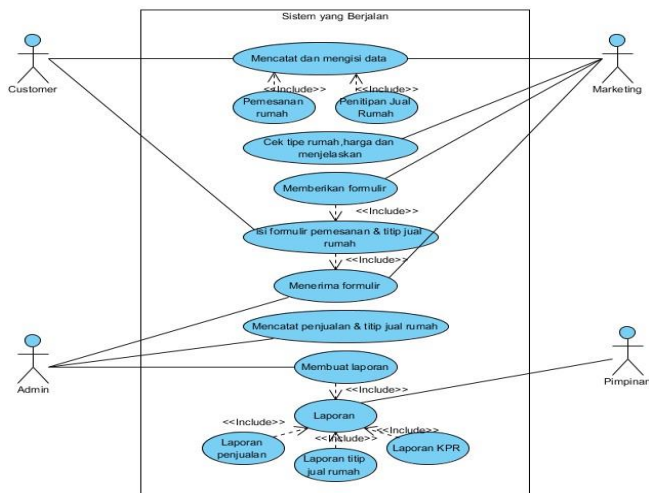 Sistem yang Berjalan
Mencatat dan mengisi data
Customer
Marketing
<<Include>>
<<Include>>
Pemesanan
rumah
Penitipan Jual
Rumah
Cek tipe rumah,harga dan
menjelaskan
Memberikan formulir
<<Include>>
Isi formulir pemesanan & titip jual
rumah
<<Include>>
Menerima formulir
Mencatat penjualan & titip jual rumah
Membuat laporan
Admin
Pimpinan
<<Include>>
Laporan
<<Include>>
<<Include>>
<<Include>>
Laporan
penjualan
Laporan titip
jual rumah
Laporan KPR